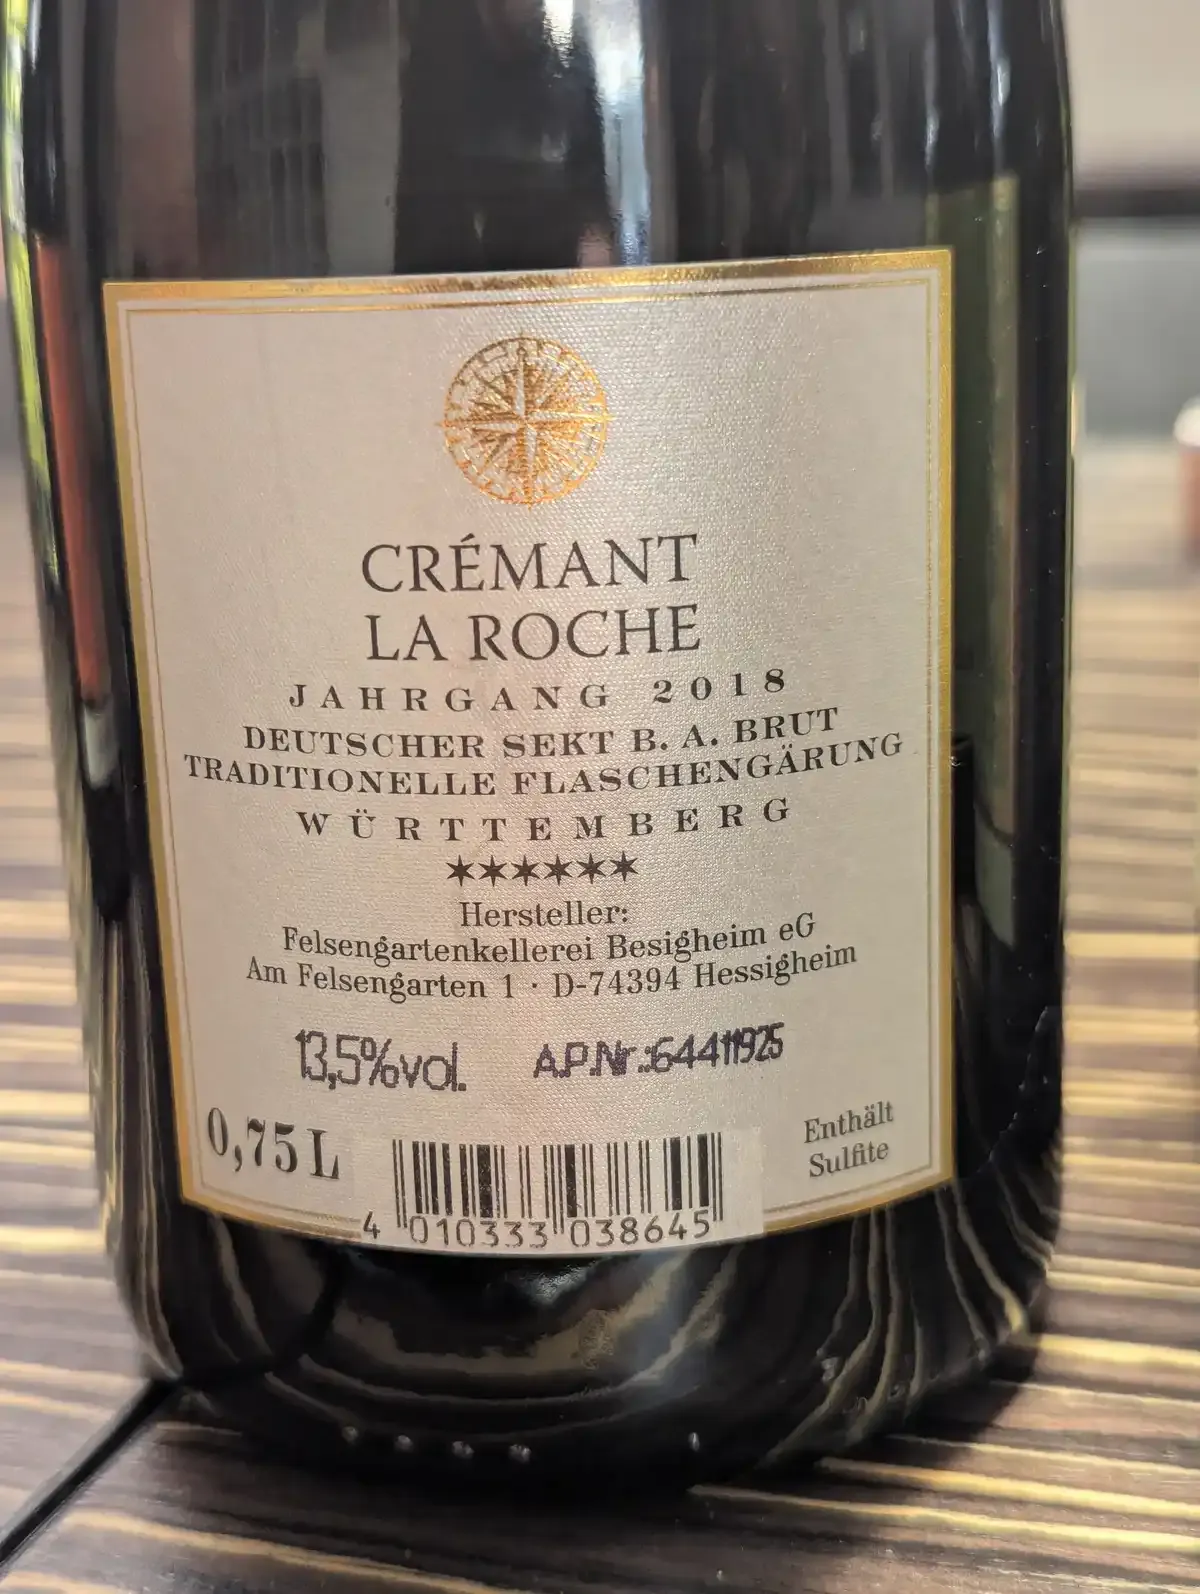 CRÉMANT
LA ROCHE
JAHRGANG 2018
DEUTSCHER SEKT B. A. BRUT
TRADITIONELLE FLASCHENGÄRUNG
WÜRTTEMBERG
✶✶✶✶✶✶
Hersteller:
Felsengartenkellerei Besigheim eG
Am Felsengarten 1 · D-74394 Hessigheim
13,5%vol. A.P.Nr.:64411925
0,75L
Enthält
Sulfite
4 010333 038645